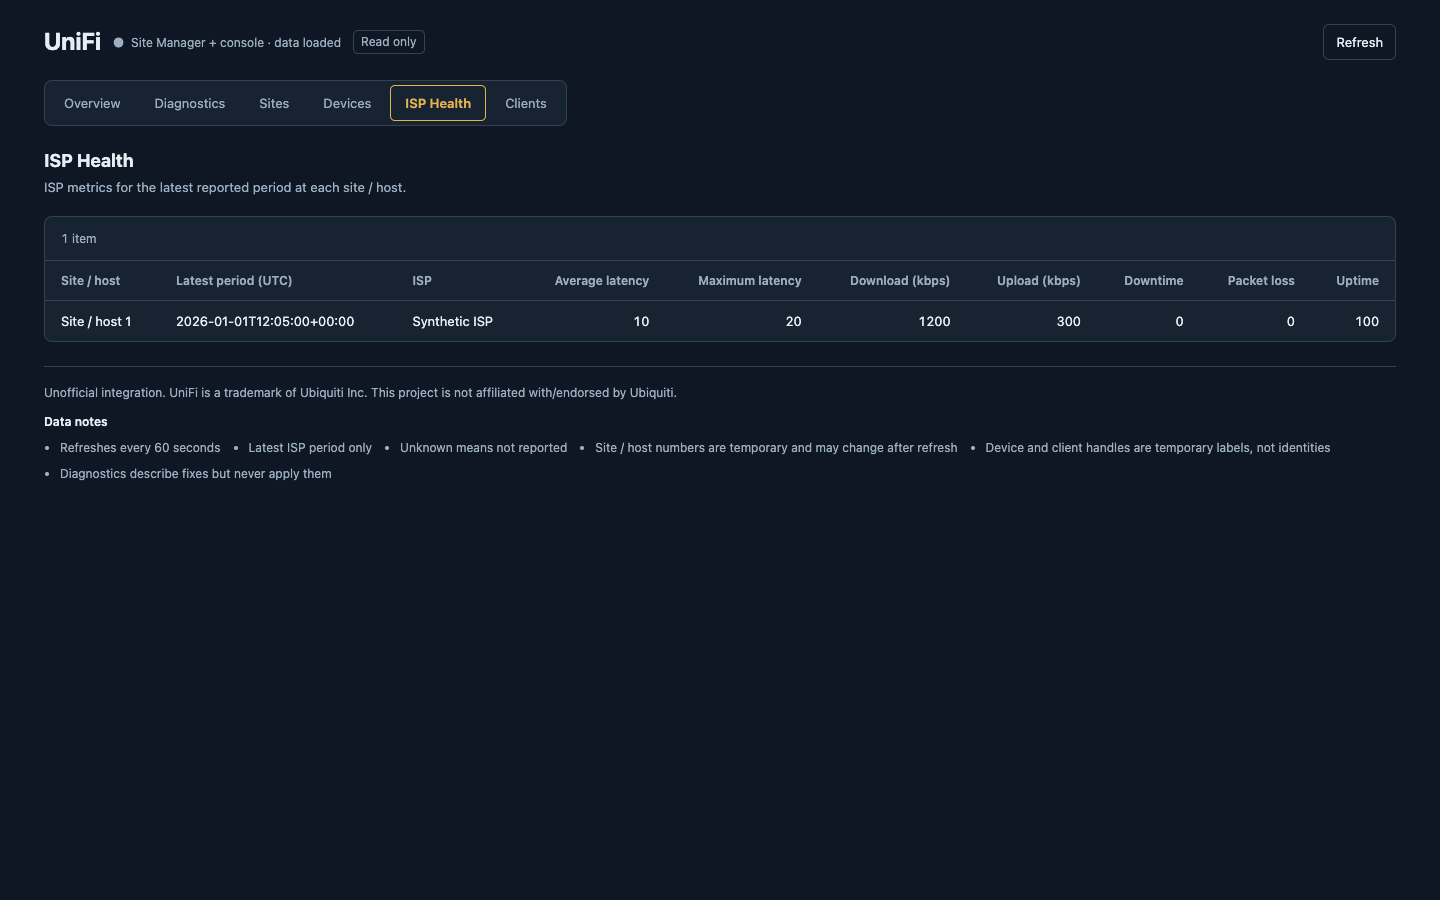 UniFi
Site Manager + console · data loaded
Read only
Refresh
Overview Diagnostics Sites Devices ISP Health Clients
ISP Health
ISP metrics for the latest reported period at each site / host.
1 item
Site / host Latest period (UTC) ISP Average latency Maximum latency Download (kbps) Upload (kbps) Downtime Packet loss Uptime
Site / host 1 2026-01-01T12:05:00+00:00 Synthetic ISP 10 20 1200 300 0 0 100
Unofficial integration. UniFi is a trademark of Ubiquiti Inc. This project is not affiliated with/endorsed by Ubiquiti.
Data notes
• Refreshes every 60 seconds • Latest ISP period only • Unknown means not reported • Site / host numbers are temporary and may change after refresh • Device and client handles are temporary labels, not identities
• Diagnostics describe fixes but never apply them